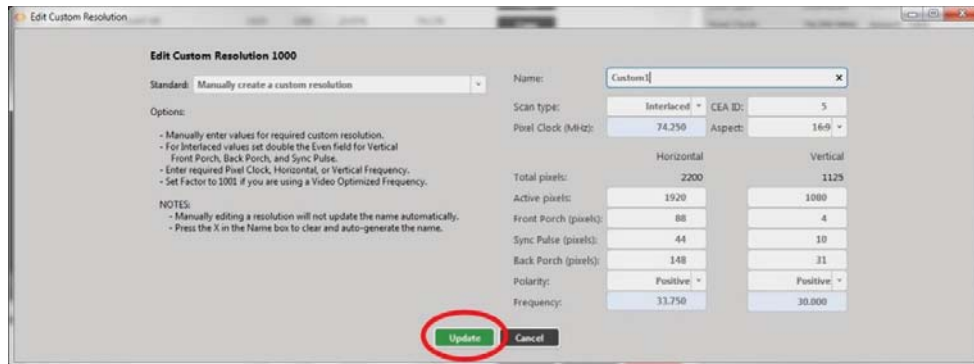 Edit Custom Resolution
Edit Custom Resolution 1000
Standard: Manually create a custom resolution
Options:
- Manually enter values for required custom resolution.
- For Interlaced values set double the Even field for Vertical
Front Porch, Back Porch, and Sync Pulse.
- Enter required Pixel Clock, Horizontal, or Vertical Frequency.
- Set Factor to 1001 if you are using a Video Optimized Frequency.
NOTES:
- Manually editing a resolution will not update the name automatically.
- Press the X in the Name box to clear and auto-generate the name.
Name: Custom1 x
Scan type: Interlaced CEA ID: 5
Pixel Clock (MHz): 74.250 Aspect: 16:9
Horizontal Vertical
Total pixels: 2200 1125
Active pixels: 1920 1080
Front Porch (pixels): 88 4
Sync Pulse (pixels): 44 10
Back Porch (pixels): 148 31
Polarity: Positive Positive
Frequency: 33.750 30.000
Update Cancel